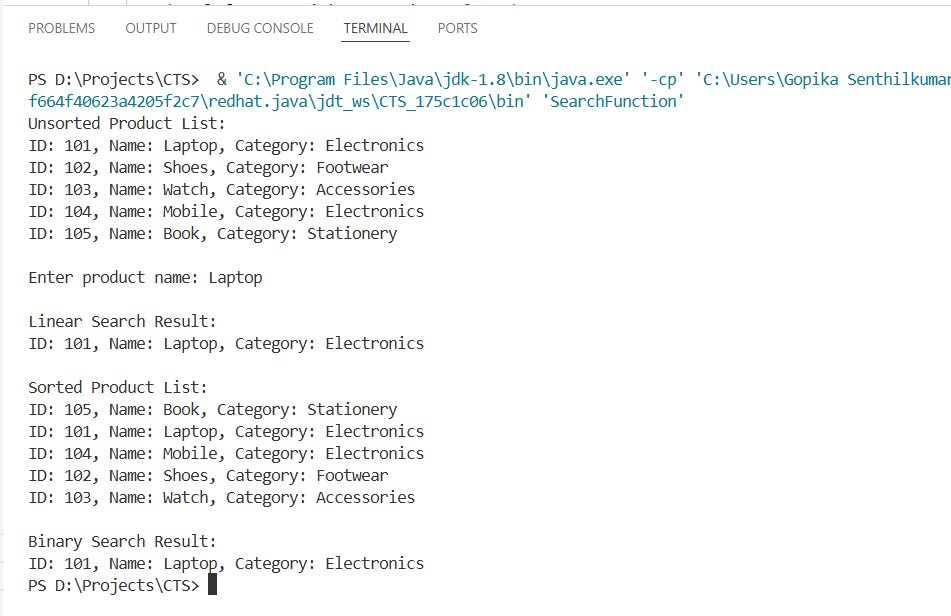 PROBLEMS OUTPUT DEBUG CONSOLE TERMINAL PORTS
PS D:\Projects\CTS>  & 'C:\Program Files\Java\jdk-1.8\bin\java.exe' '-cp' 'C:\Users\Gopika Senthilkumar
f664f40623a4205f2c7\redhat.java\jdt_ws\CTS_175c1c06\bin' 'SearchFunction'
Unsorted Product List:
ID: 101, Name: Laptop, Category: Electronics
ID: 102, Name: Shoes, Category: Footwear
ID: 103, Name: Watch, Category: Accessories
ID: 104, Name: Mobile, Category: Electronics
ID: 105, Name: Book, Category: Stationery
Enter product name: Laptop
Linear Search Result:
ID: 101, Name: Laptop, Category: Electronics
Sorted Product List:
ID: 105, Name: Book, Category: Stationery
ID: 101, Name: Laptop, Category: Electronics
ID: 104, Name: Mobile, Category: Electronics
ID: 102, Name: Shoes, Category: Footwear
ID: 103, Name: Watch, Category: Accessories
Binary Search Result:
ID: 101, Name: Laptop, Category: Electronics
PS D:\Projects\CTS>